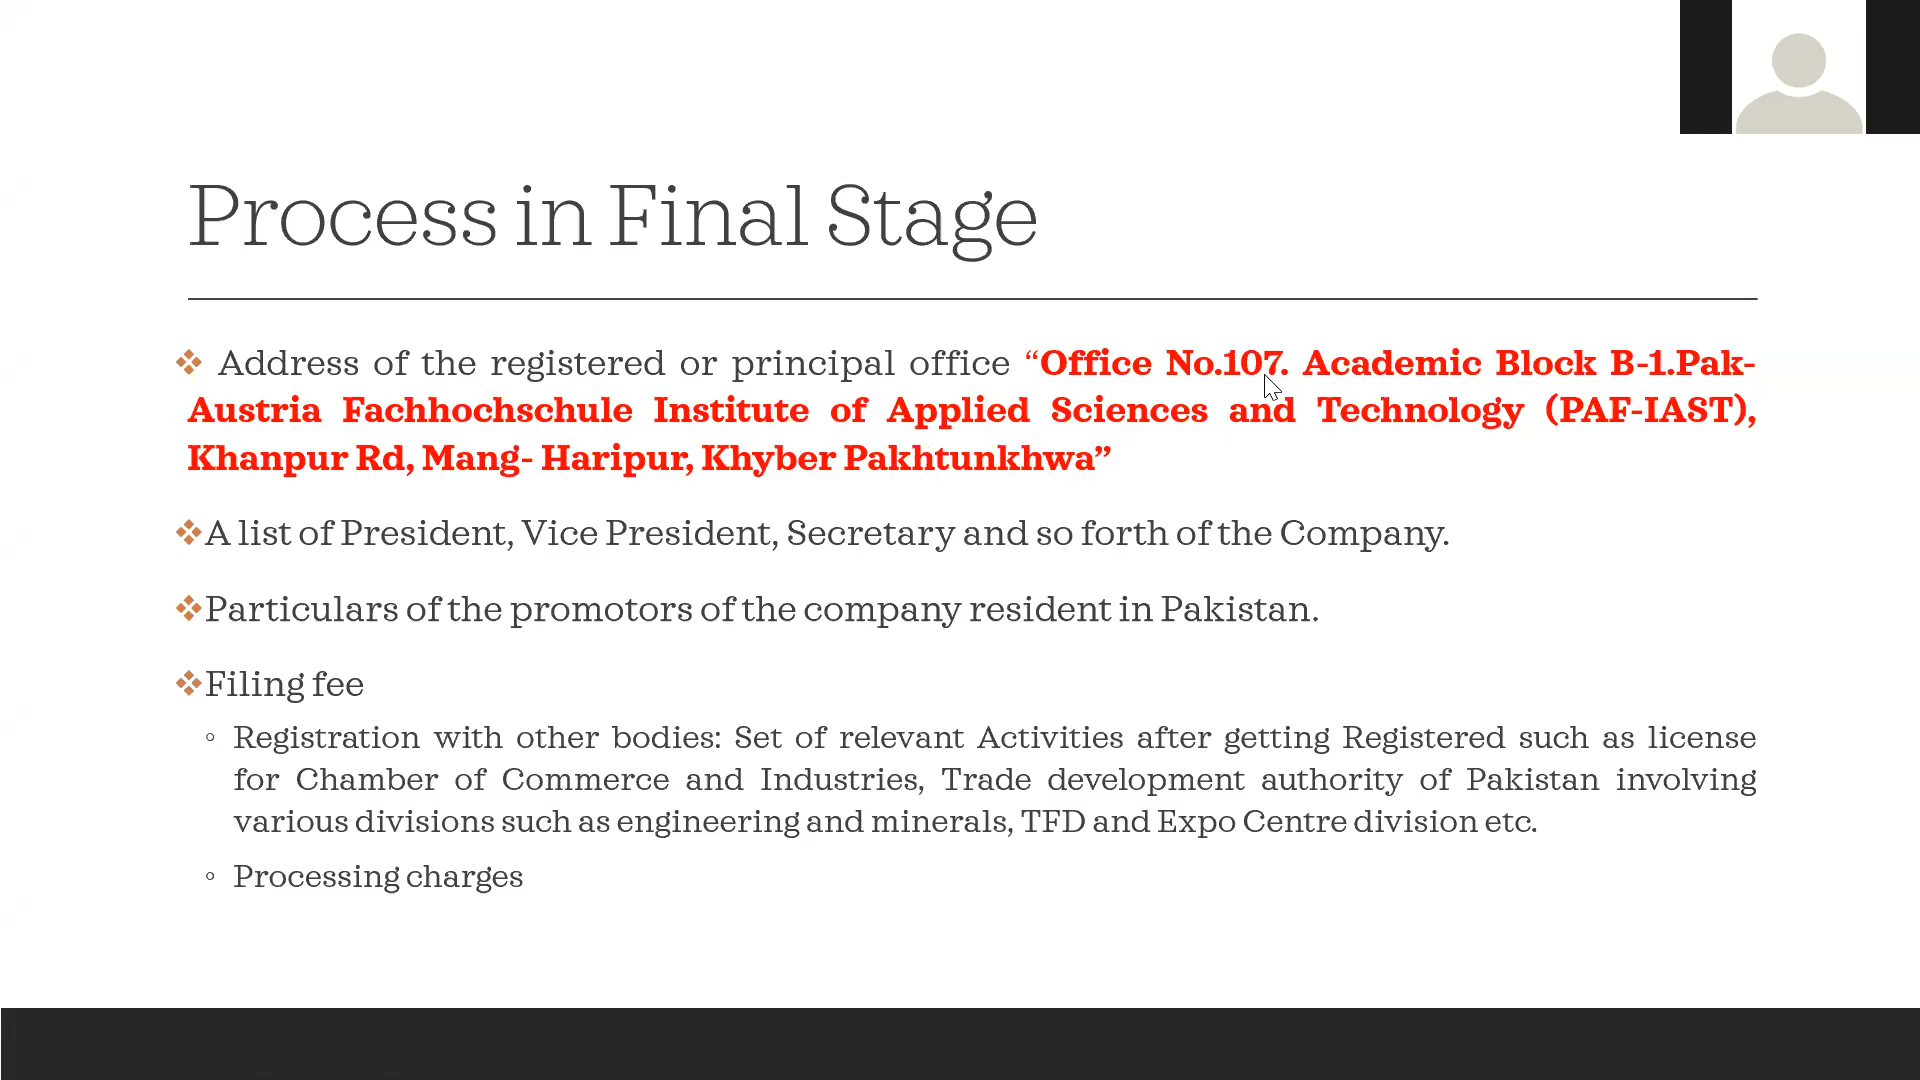 Process in Final Stage
Address of the registered or principal office “Office No.107. Academic Block B-1.Pak-
Austria Fachhochschule Institute of Applied Sciences and Technology (PAF-IAST),
Khanpur Rd, Mang- Haripur, Khyber Pakhtunkhwa”
A list of President, Vice President, Secretary and so forth of the Company.
Particulars of the promotors of the company resident in Pakistan.
Filing fee
Registration with other bodies: Set of relevant Activities after getting Registered such as license
for Chamber of Commerce and Industries, Trade development authority of Pakistan involving
various divisions such as engineering and minerals, TFD and Expo Centre division etc.
Processing charges